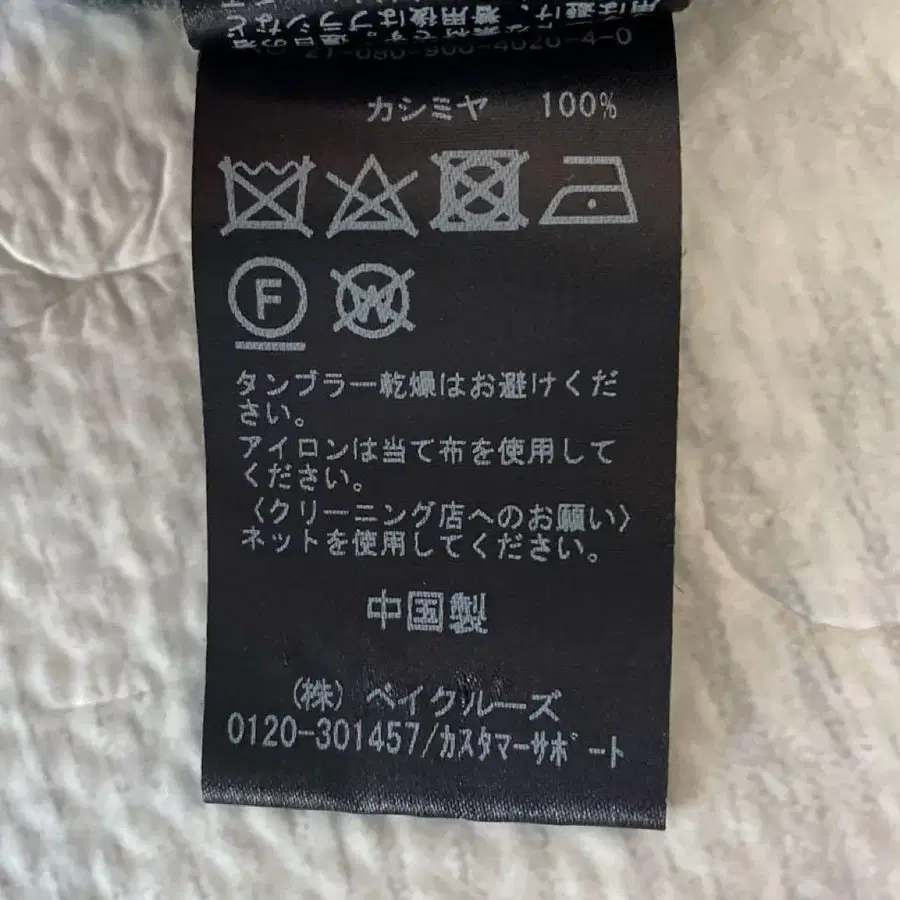 カシミヤ 100%
F
W
タンブラー乾燥はお避けくだ
さい。
アイロンは当て布を使用して
ください。
〈クリーニング店へのお願い〉
ネットを使用してください。
中国製
(株) ベイクルーズ
0120-301457/カスタマーサポート